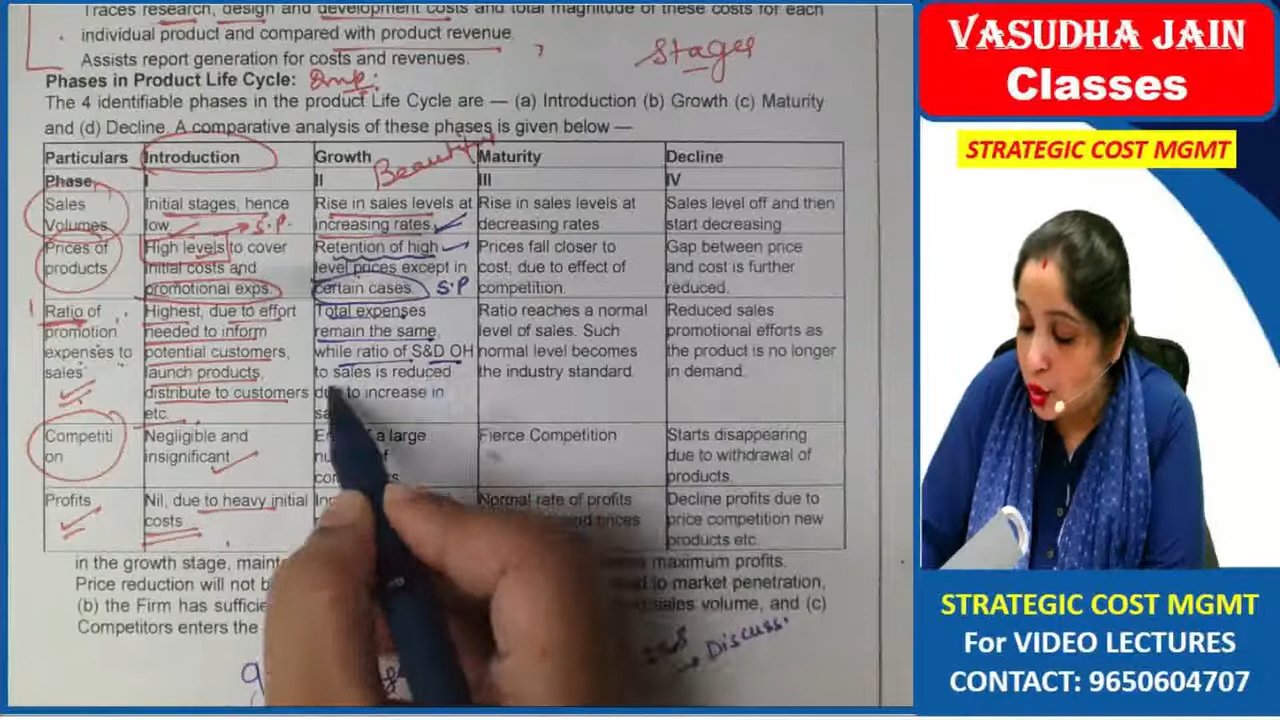 Traces research, design and development costs and total magnitude of these costs for each
individual product and compared with product revenue.
Assists report generation for costs and revenues.
Stages
Phases in Product Life Cycle: Imp.
The 4 identifiable phases in the product Life Cycle are — (a) Introduction (b) Growth (c) Maturity
and (d) Decline. A comparative analysis of these phases is given below —
Beautiful
Particulars Introduction Growth Maturity Decline
Phase I II III IV
Sales Initial stages, hence Rise in sales levels at Rise in sales levels at Sales level off and then
Volumes low. S.P. increasing rates. decreasing rates start decreasing
Prices of High levels to cover Retention of high Prices fall closer to Gap between price
products initial costs and level prices except in cost, due to effect of and cost is further
promotional exps. certain cases. S.P competition. reduced.
Ratio of Highest, due to effort Total expenses Ratio reaches a normal Reduced sales
promotion needed to inform remain the same, level of sales. Such promotional efforts as
expenses to potential customers, while ratio of S&D OH normal level becomes the product is no longer
sales launch products, to sales is reduced the industry standard. in demand.
distribute to customers due to increase in
etc.
Competiti Negligible and a large Fierce Competition Starts disappearing
on insignificant due to withdrawal of
products.
Profits Nil, due to heavy initial Normal rate of profits Decline profits due to
costs and prices price competition new
products etc.
in the growth stage, maximum profits.
Price reduction will not to market penetration,
(b) the Firm has sales volume, and (c)
Competitors enters the
Discuss
VASUDHA JAIN
Classes
STRATEGIC COST MGMT
STRATEGIC COST MGMT
For VIDEO LECTURES
CONTACT: 9650604707